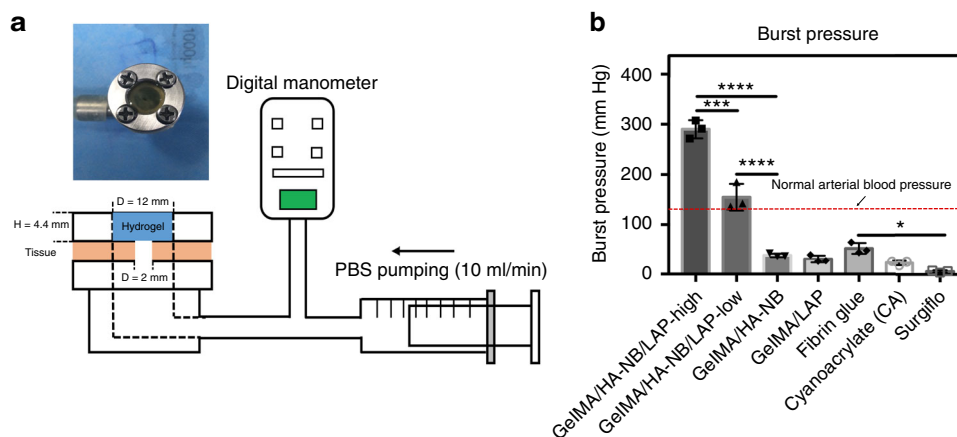 a
1000μ
Digital manometer
D = 12 mm
H = 4.4 mm
Hydrogel
Tissue
D = 2 mm
PBS pumping (10 ml/min)
b
Burst pressure
Burst pressure (mm Hg)
400
300
200
100
0
****
***
****
*
Normal arterial blood pressure
GelMA/HA-NB/LAP-high
GelMA/HA-NB/LAP-low
GelMA/HA-NB
GelMA/LAP
Fibrin glue
Cyanoacrylate (CA)
Surgiflo